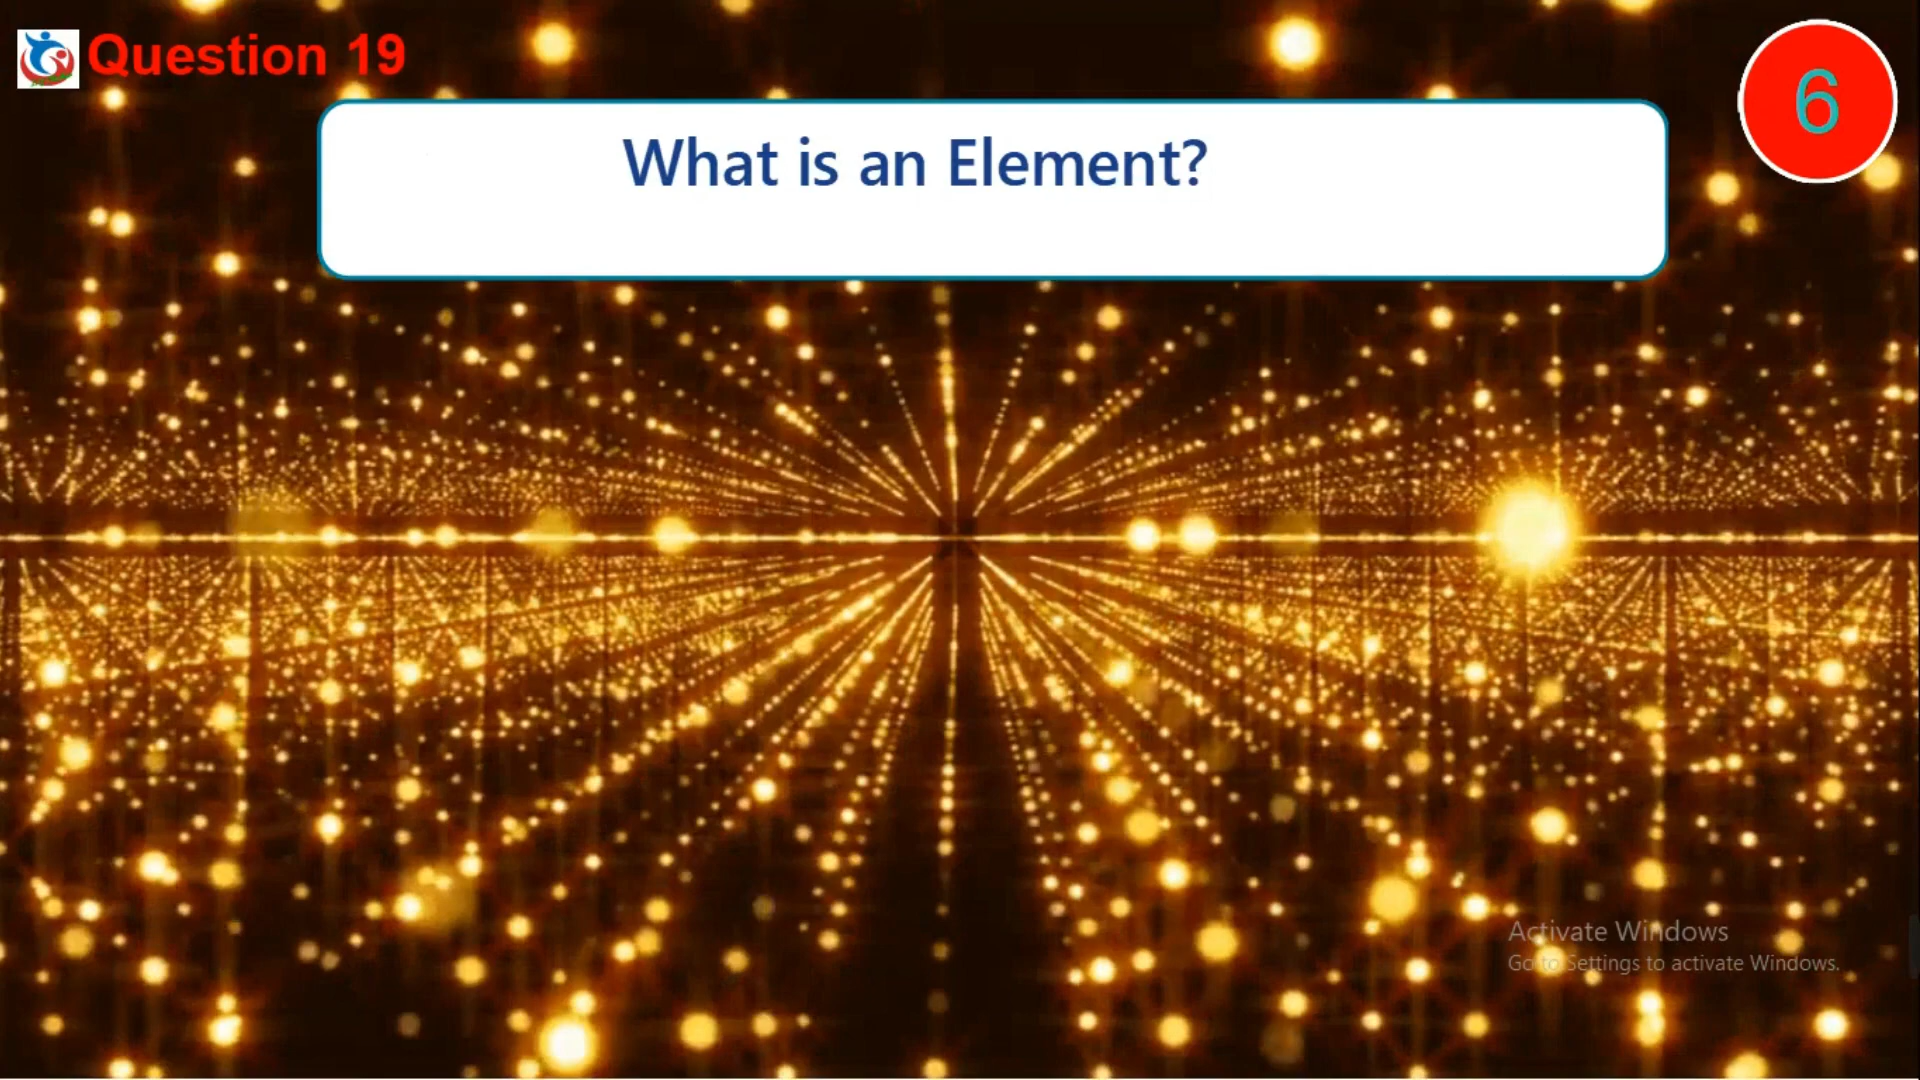 Question 19
6
What is an Element?
Activate Windows
Go to Settings to activate Windows.